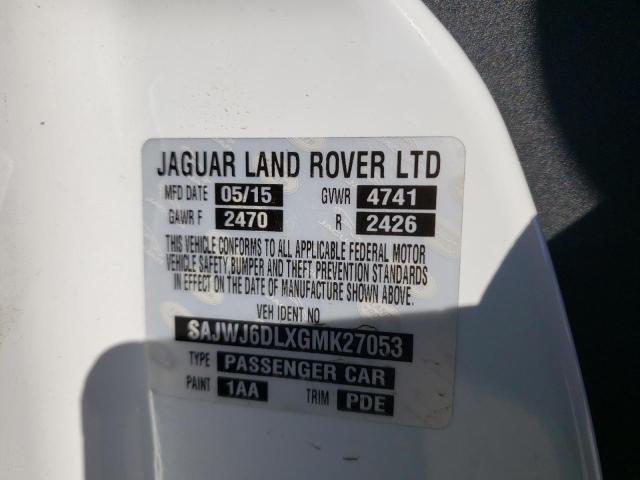 JAGUAR LAND ROVER LTD
MFD DATE 05/15 GVWR 4741
GAWR F 2470 R 2426
THIS VEHICLE CONFORMS TO ALL APPLICABLE FEDERAL MOTOR
VEHICLE SAFETY, BUMPER AND THEFT PREVENTION STANDARDS
IN EFFECT ON THE DATE OF MANUFACTURE SHOWN ABOVE.
VEH IDENT NO
SAJWJ6DLXGMK27053
TYPE PASSENGER CAR
PAINT 1AA TRIM PDE